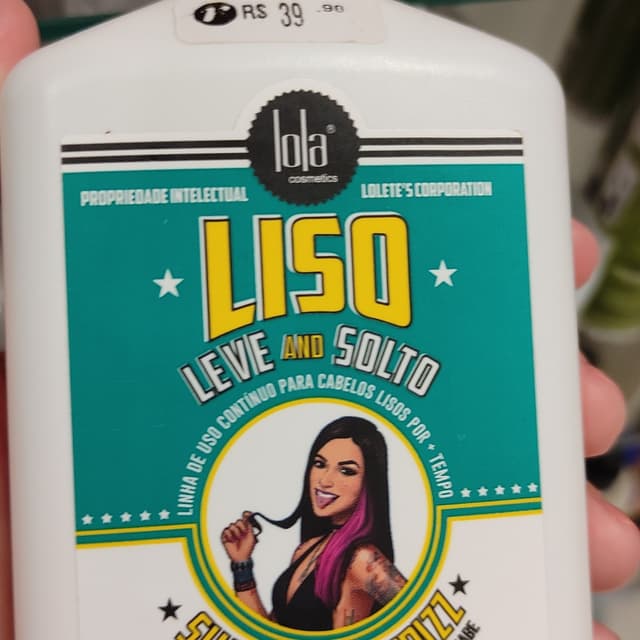 R$ 39 .90
lola®
cosmetics
PROPRIEDADE INTELECTUAL
LOLETE'S CORPORATION
LISO
LEVE AND SOLTO
LINHA DE USO CONTÍNUO PARA CABELOS LISOS POR + TEMPO